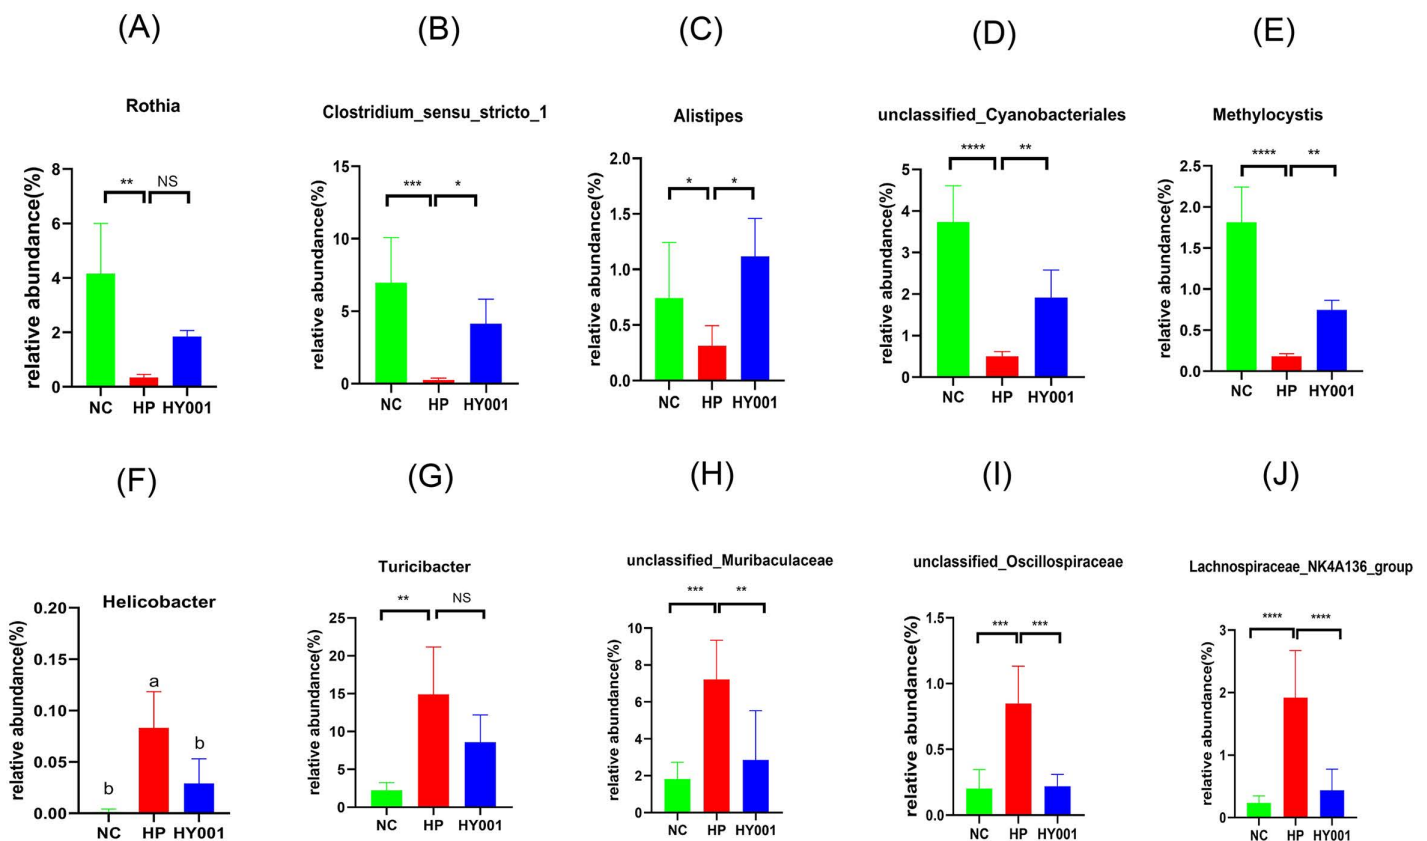 (A)
(B)
(C)
(D)
(E)
Rothia
Clostridium_sensu_stricto_1
Alistipes
unclassified_Cyanobacteriales
Methylocystis
relative abundance(%)
8
6
4
2
0
**
NS
NC HP HY001
relative abundance(%)
15
10
5
0
***
*
NC HP HY001
relative abundance(%)
2.0
1.5
1.0
0.5
0.0
*
*
NC HP HY001
relative abundance(%)
5
4
3
2
1
0
****
**
NC HP HY001
relative abundance(%)
2.5
2.0
1.5
1.0
0.5
0.0
****
**
NC HP HY001
(F)
(G)
(H)
(I)
(J)
Helicobacter
Turicibacter
unclassified_Muribaculaceae
unclassified_Oscillospiraceae
Lachnospiraceae_NK4A136_group
relative abundance(%)
0.20
0.15
0.10
0.05
0.00
b
a
b
NC HP HY001
relative abundance(%)
25
20
15
10
5
0
**
NS
NC HP HY001
relative abundance(%)
10
8
6
4
2
0
***
**
NC HP HY001
relative abundance(%)
1.5
1.0
0.5
0.0
***
***
NC HP HY001
relative abundance(%)
3
2
1
0
****
****
NC HP HY001